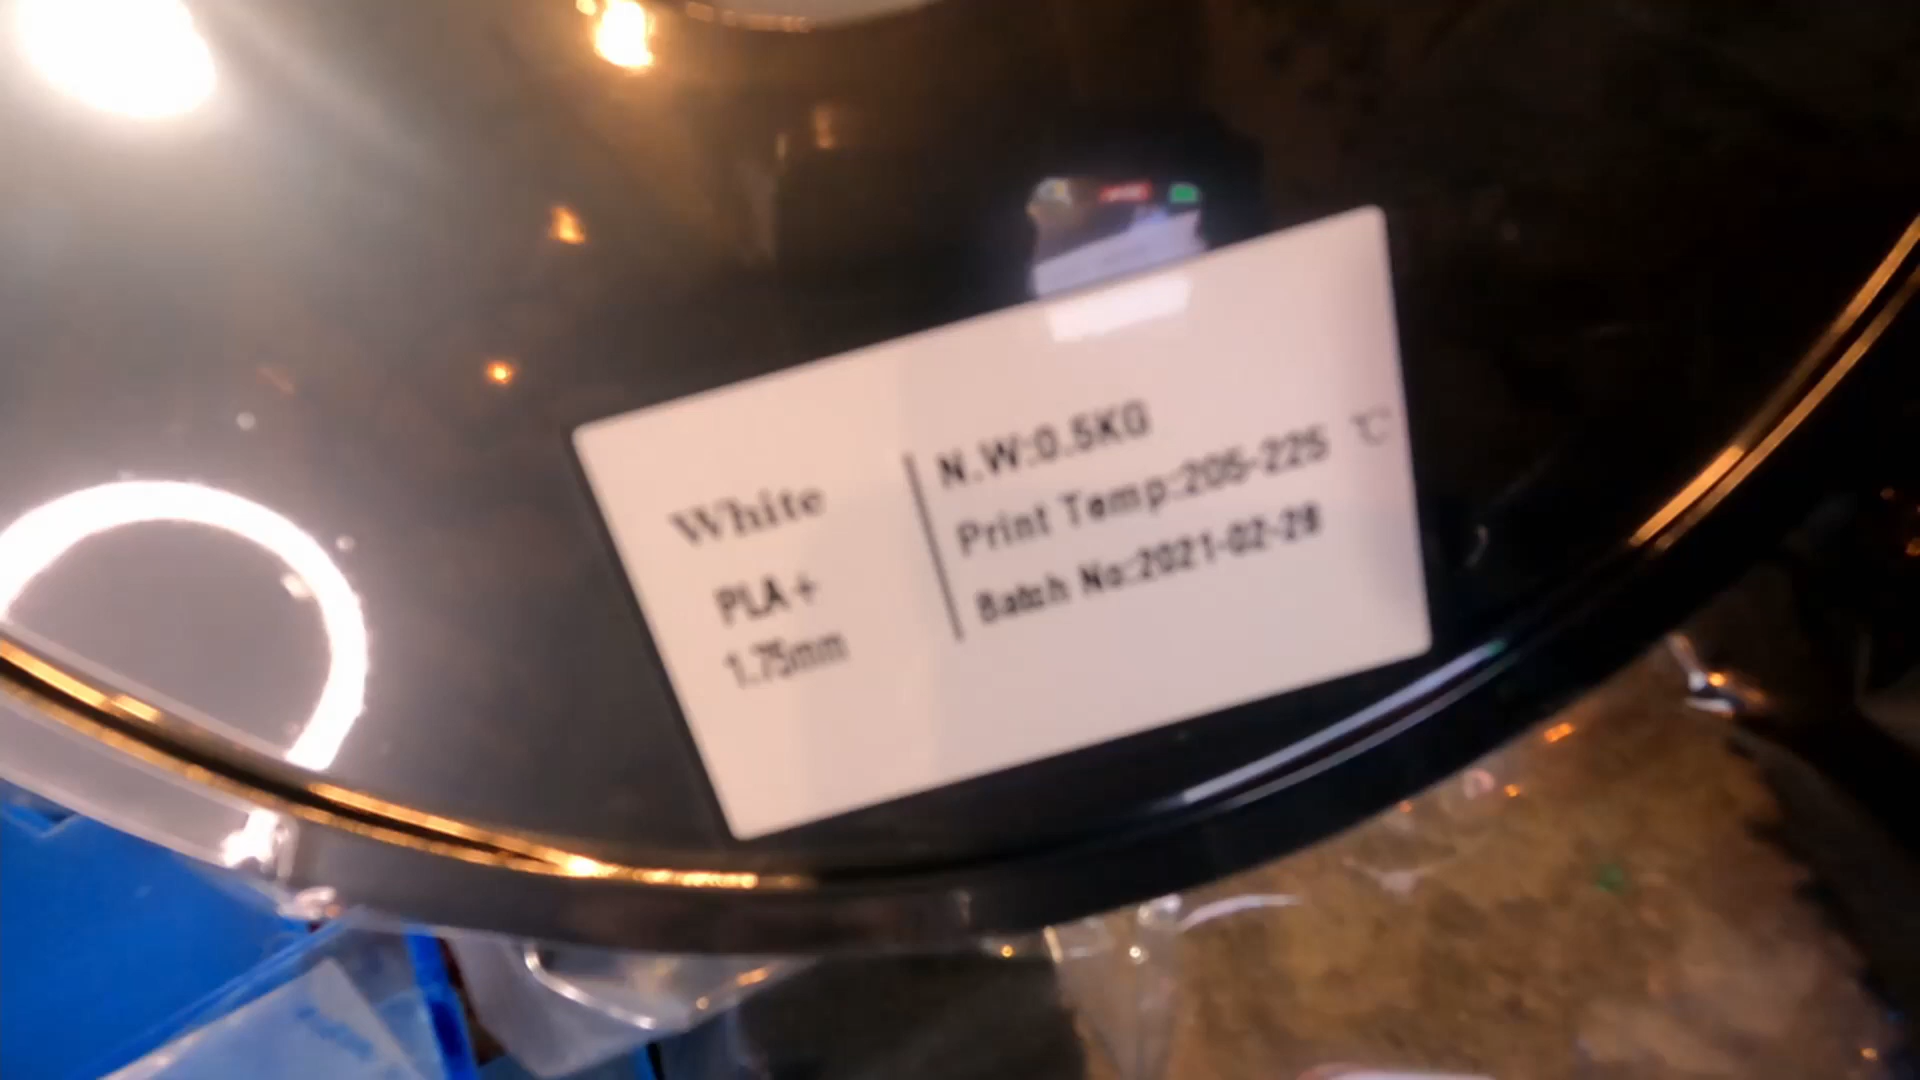 White
PLA+
1.75mm
N.W:0.5KG
Print Temp:205-225 ℃
Batch No:2021-02-28